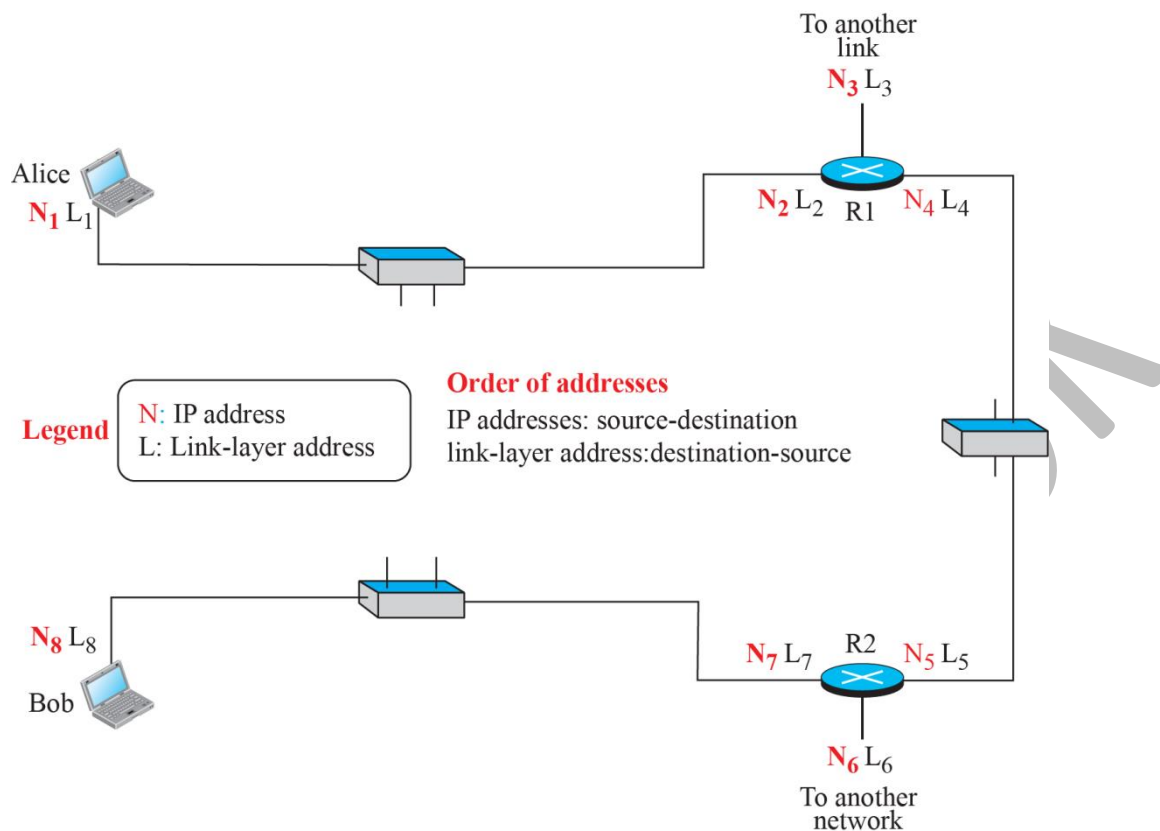 To another
link
N3 L3
Alice
N1 L1
N2 L2
R1
N4 L4
Legend
N: IP address
L: Link-layer address
Order of addresses
IP addresses: source-destination
link-layer address:destination-source
N8 L8
Bob
N7 L7
R2
N5 L5
N6 L6
To another
network